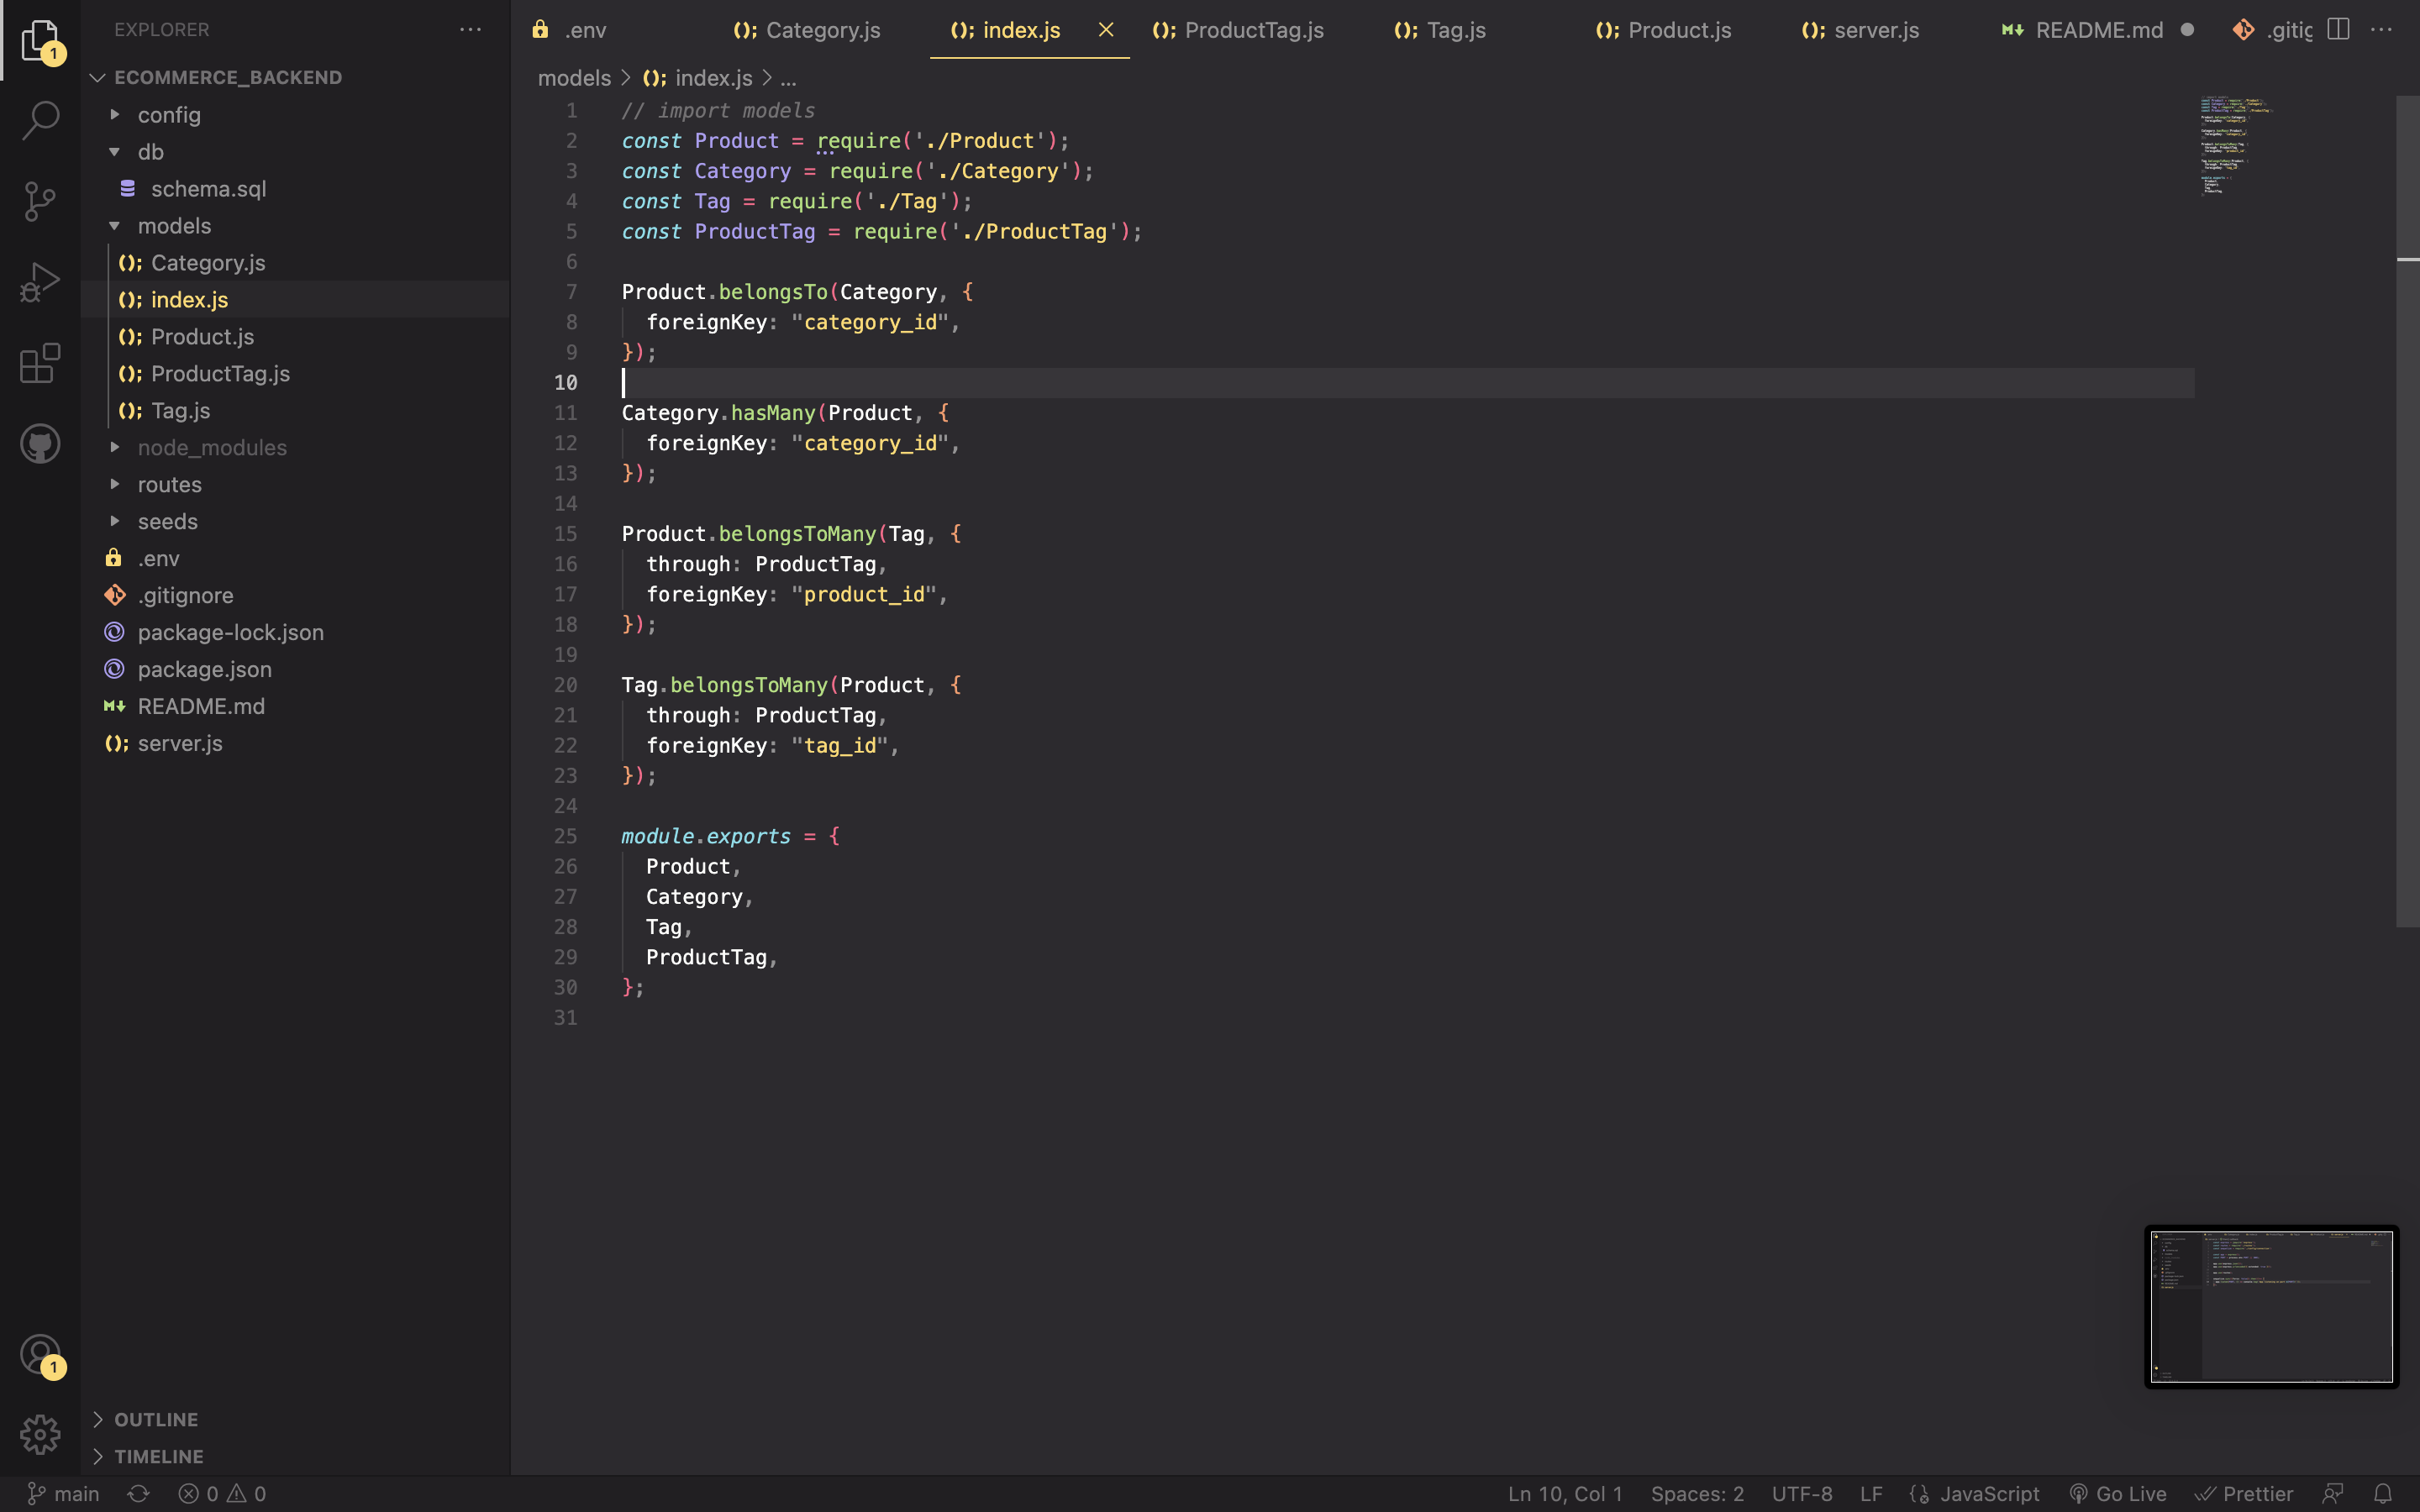 EXPLORER
ECOMMERCE_BACKEND
config
db
schema.sql
models
Category.js
index.js
Product.js
ProductTag.js
Tag.js
node_modules
routes
seeds
.env
.gitignore
package-lock.json
package.json
README.md
server.js
OUTLINE
TIMELINE
1
1
.env Category.js index.js ProductTag.js Tag.js Product.js server.js README.md .gitig
models > index.js > ...
1 // import models
2 const Product = require('./Product');
3 const Category = require('./Category');
4 const Tag = require('./Tag');
5 const ProductTag = require('./ProductTag');
6
7 Product.belongsTo(Category, {
8 foreignKey: "category_id",
9 });
10
11 Category.hasMany(Product, {
12 foreignKey: "category_id",
13 });
14
15 Product.belongsToMany(Tag, {
16 through: ProductTag,
17 foreignKey: "product_id",
18 });
19
20 Tag.belongsToMany(Product, {
21 through: ProductTag,
22 foreignKey: "tag_id",
23 });
24
25 module.exports = {
26 Product,
27 Category,
28 Tag,
29 ProductTag,
30 };
31
main 0 0 Ln 10, Col 1 Spaces: 2 UTF-8 LF JavaScript Go Live Prettier